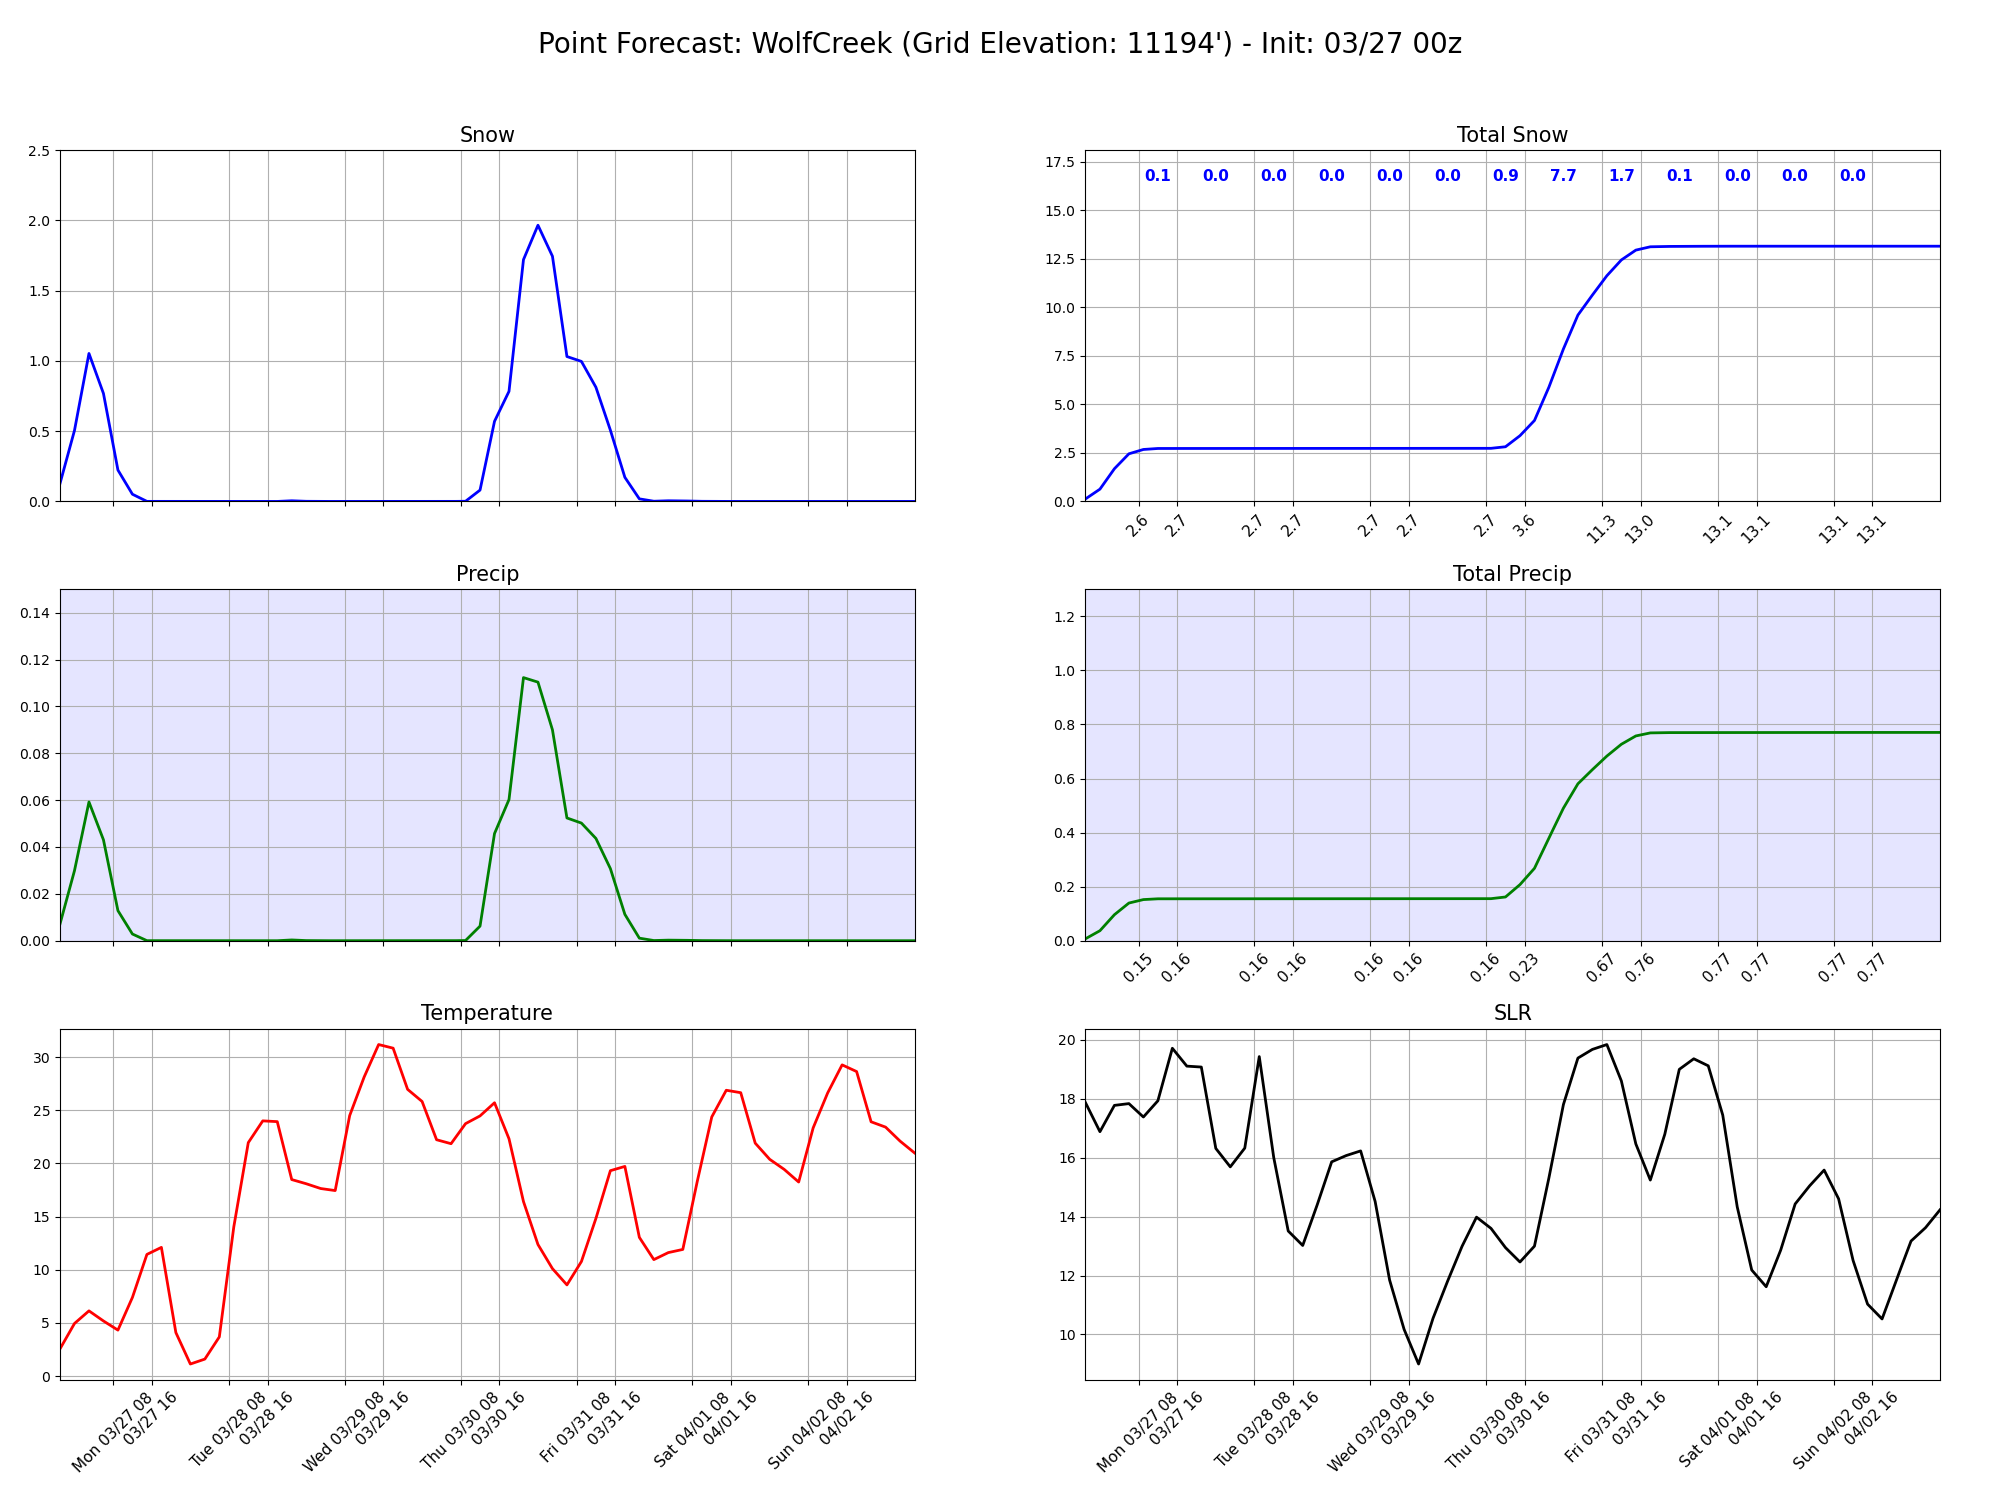 Point Forecast: WolfCreek (Grid Elevation: 11194') - Init: 03/27 00z
Snow
2.5
2.0
1.5
1.0
0.5
0.0
Total Snow
17.5
15.0
12.5
10.0
7.5
5.0
2.5
0.0
0.1 0.0 0.0 0.0 0.0 0.0 0.9 7.7 1.7 0.1 0.0 0.0 0.0
2.6 2.7 2.7 2.7 2.7 2.7 2.7 3.6 11.3 13.0 13.1 13.1 13.1 13.1
Precip
0.14
0.12
0.10
0.08
0.06
0.04
0.02
0.00
Total Precip
1.2
1.0
0.8
0.6
0.4
0.2
0.0
0.15 0.16 0.16 0.16 0.16 0.16 0.16 0.23 0.67 0.76 0.77 0.77 0.77 0.77
Temperature
30
25
20
15
10
5
0
Mon 03/27 08
03/27 16
Tue 03/28 08
03/28 16
Wed 03/29 08
03/29 16
Thu 03/30 08
03/30 16
Fri 03/31 08
03/31 16
Sat 04/01 08
04/01 16
Sun 04/02 08
04/02 16
SLR
20
18
16
14
12
10
Mon 03/27 08
03/27 16
Tue 03/28 08
03/28 16
Wed 03/29 08
03/29 16
Thu 03/30 08
03/30 16
Fri 03/31 08
03/31 16
Sat 04/01 08
04/01 16
Sun 04/02 08
04/02 16